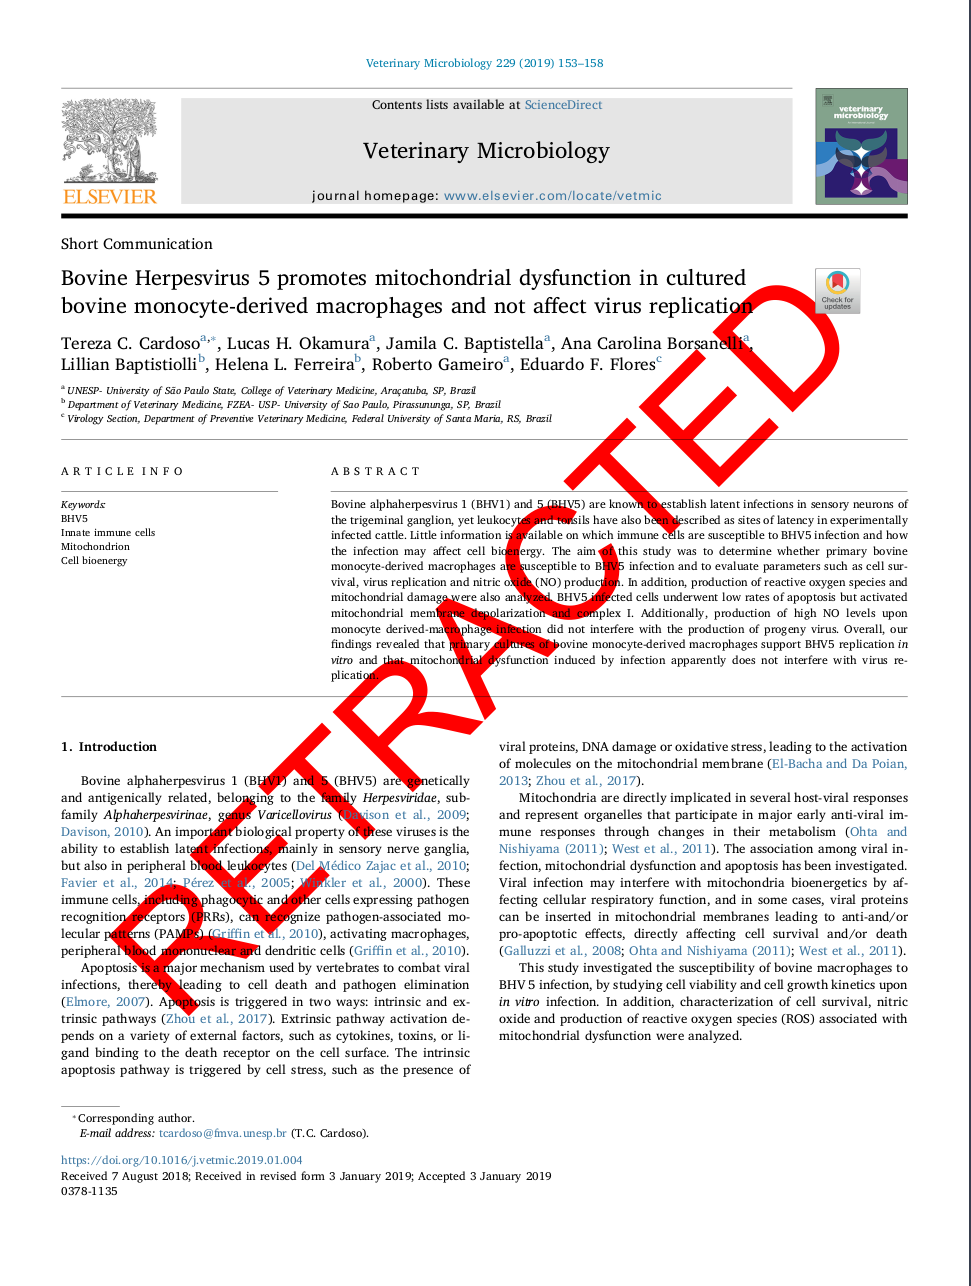 Veterinary Microbiology 229 (2019) 153–158
Contents lists available at ScienceDirect
Veterinary Microbiology
journal homepage: www.elsevier.com/locate/vetmic
ELSEVIER
veterinary
microbiology
Short Communication
Bovine Herpesvirus 5 promotes mitochondrial dysfunction in cultured
bovine monocyte-derived macrophages and not affect virus replication
Check for
updates
Tereza C. Cardosoa,*, Lucas H. Okamuraa, Jamila C. Baptistellaa, Ana Carolina Borsanellia,
Lillian Baptistiollib, Helena L. Ferreirab, Roberto Gameiroa, Eduardo F. Floresc
a UNESP- University of São Paulo State, College of Veterinary Medicine, Araçatuba, SP, Brazil
b Department of Veterinary Medicine, FZEA- USP- University of Sao Paulo, Pirassununga, SP, Brazil
c Virology Section, Department of Preventive Veterinary Medicine, Federal University of Santa Maria, RS, Brazil
RETRACTED
ARTICLE INFO
Keywords:
BHV5
Innate immune cells
Mitochondrion
Cell bioenergy
ABSTRACT
Bovine alphaherpesvirus 1 (BHV1) and 5 (BHV5) are known to establish latent infections in sensory neurons of
the trigeminal ganglion, yet leukocytes and tonsils have also been described as sites of latency in experimentally
infected cattle. Little information is available on which immune cells are susceptible to BHV5 infection and how
the infection may affect cell bioenergy. The aim of this study was to determine whether primary bovine
monocyte-derived macrophages are susceptible to BHV5 infection and to evaluate parameters such as cell sur-
vival, virus replication and nitric oxide (NO) production. In addition, production of reactive oxygen species and
mitochondrial damage were also analyzed. BHV5 infected cells underwent low rates of apoptosis but activated
mitochondrial membrane depolarization and complex I. Additionally, production of high NO levels upon
monocyte derived-macrophage infection did not interfere with the production of progeny virus. Overall, our
findings revealed that primary cultures of bovine monocyte-derived macrophages support BHV5 replication in
vitro and that mitochondrial dysfunction induced by infection apparently does not interfere with virus re-
plication.
1. Introduction
Bovine alphaherpesvirus 1 (BHV1) and 5 (BHV5) are genetically
and antigenically related, belonging to the family Herpesviridae, sub-
family Alphaherpesvirinae, genus Varicellovirus (Davison et al., 2009;
Davison, 2010). An important biological property of these viruses is the
ability to establish latent infections, mainly in sensory nerve ganglia,
but also in peripheral blood leukocytes (Del Médico Zajac et al., 2010;
Favier et al., 2014; Pérez et al., 2005; Winkler et al., 2000). These
immune cells, including phagocytic and other cells expressing pathogen
recognition receptors (PRRs), can recognize pathogen-associated mo-
lecular patterns (PAMPs) (Griffin et al., 2010), activating macrophages,
peripheral blood mononuclear and dendritic cells (Griffin et al., 2010).
Apoptosis is a major mechanism used by vertebrates to combat viral
infections, thereby leading to cell death and pathogen elimination
(Elmore, 2007). Apoptosis is triggered in two ways: intrinsic and ex-
trinsic pathways (Zhou et al., 2017). Extrinsic pathway activation de-
pends on a variety of external factors, such as cytokines, toxins, or li-
gand binding to the death receptor on the cell surface. The intrinsic
apoptosis pathway is triggered by cell stress, such as the presence of
viral proteins, DNA damage or oxidative stress, leading to the activation
of molecules on the mitochondrial membrane (El-Bacha and Da Poian,
2013; Zhou et al., 2017).
Mitochondria are directly implicated in several host-viral responses
and represent organelles that participate in major early anti-viral im-
mune responses through changes in their metabolism (Ohta and
Nishiyama (2011); West et al., 2011). The association among viral in-
fection, mitochondrial dysfunction and apoptosis has been investigated.
Viral infection may interfere with mitochondria bioenergetics by af-
fecting cellular respiratory function, and in some cases, viral proteins
can be inserted in mitochondrial membranes leading to anti-and/or
pro-apoptotic effects, directly affecting cell survival and/or death
(Galluzzi et al., 2008; Ohta and Nishiyama (2011); West et al., 2011).
This study investigated the susceptibility of bovine macrophages to
BHV 5 infection, by studying cell viability and cell growth kinetics upon
in vitro infection. In addition, characterization of cell survival, nitric
oxide and production of reactive oxygen species (ROS) associated with
mitochondrial dysfunction were analyzed.
* Corresponding author.
E-mail address: tcardoso@fmva.unesp.br (T.C. Cardoso).
https://doi.org/10.1016/j.vetmic.2019.01.004
Received 7 August 2018; Received in revised form 3 January 2019; Accepted 3 January 2019
0378-1135